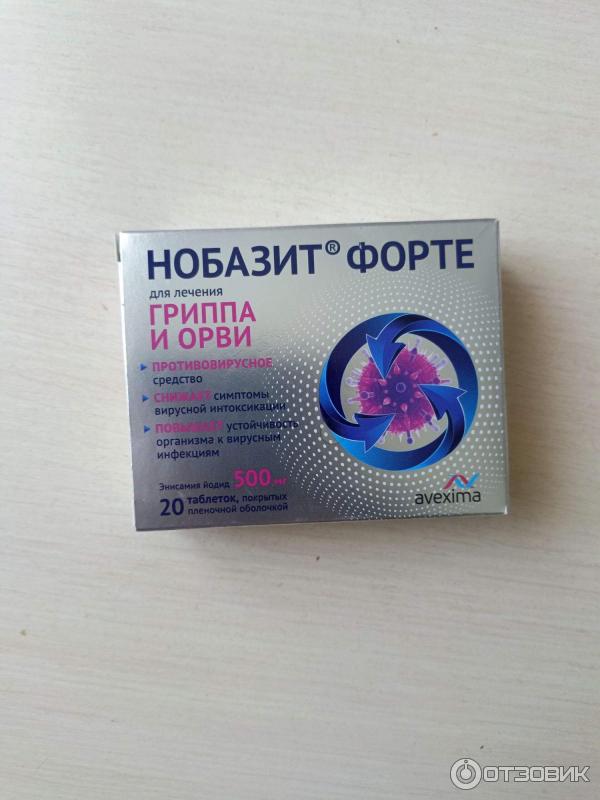 НОБАЗИТ® ФОРТЕ
для лечения
ГРИППА
И ОРВИ
ПРОТИВОВИРУСНОЕ
средство
СНИЖАЕТ симптомы
вирусной интоксикации
ПОВЫШАЕТ устойчивость
организма к вирусным
инфекциям
Энисамия йодид 500 мг
20 таблеток, покрытых
пленочной оболочкой
avexima
ОТЗОВИК